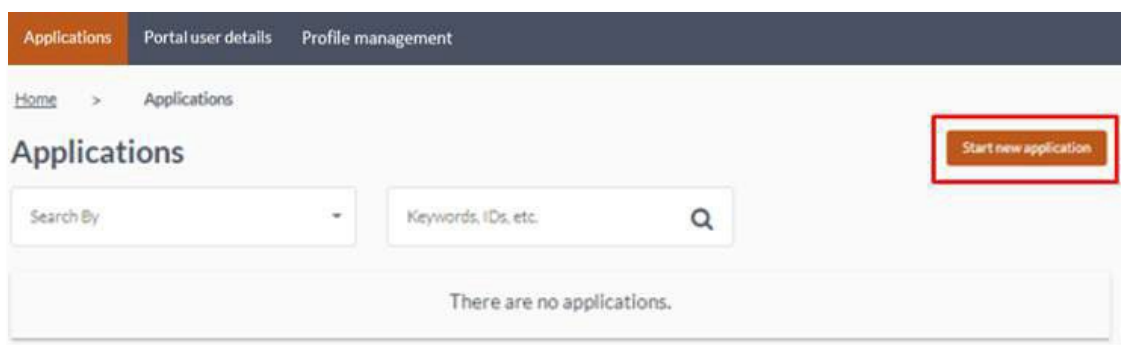 Applications Portal user details Profile management
Home > Applications
Applications
Start new application
Search By
Keywords, IDs, etc.
There are no applications.